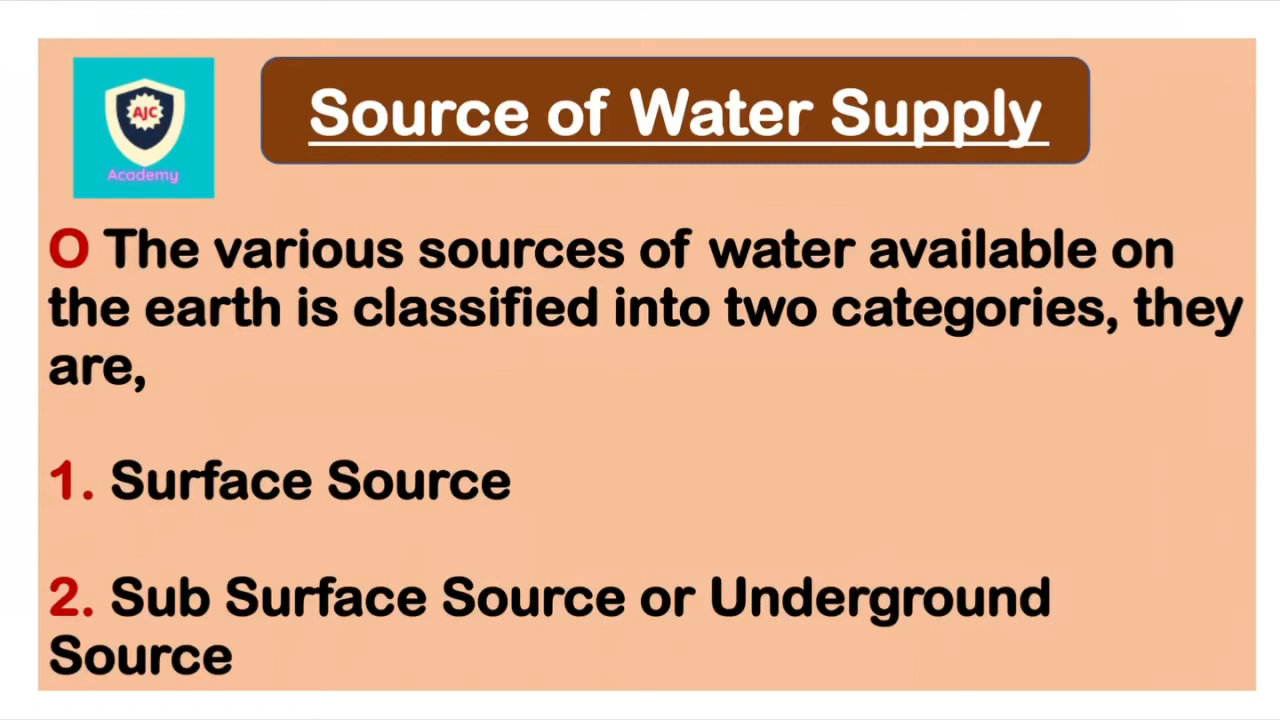 AJC
Academy
Source of Water Supply
O The various sources of water available on
the earth is classified into two categories, they
are,
1. Surface Source
2. Sub Surface Source or Underground
Source